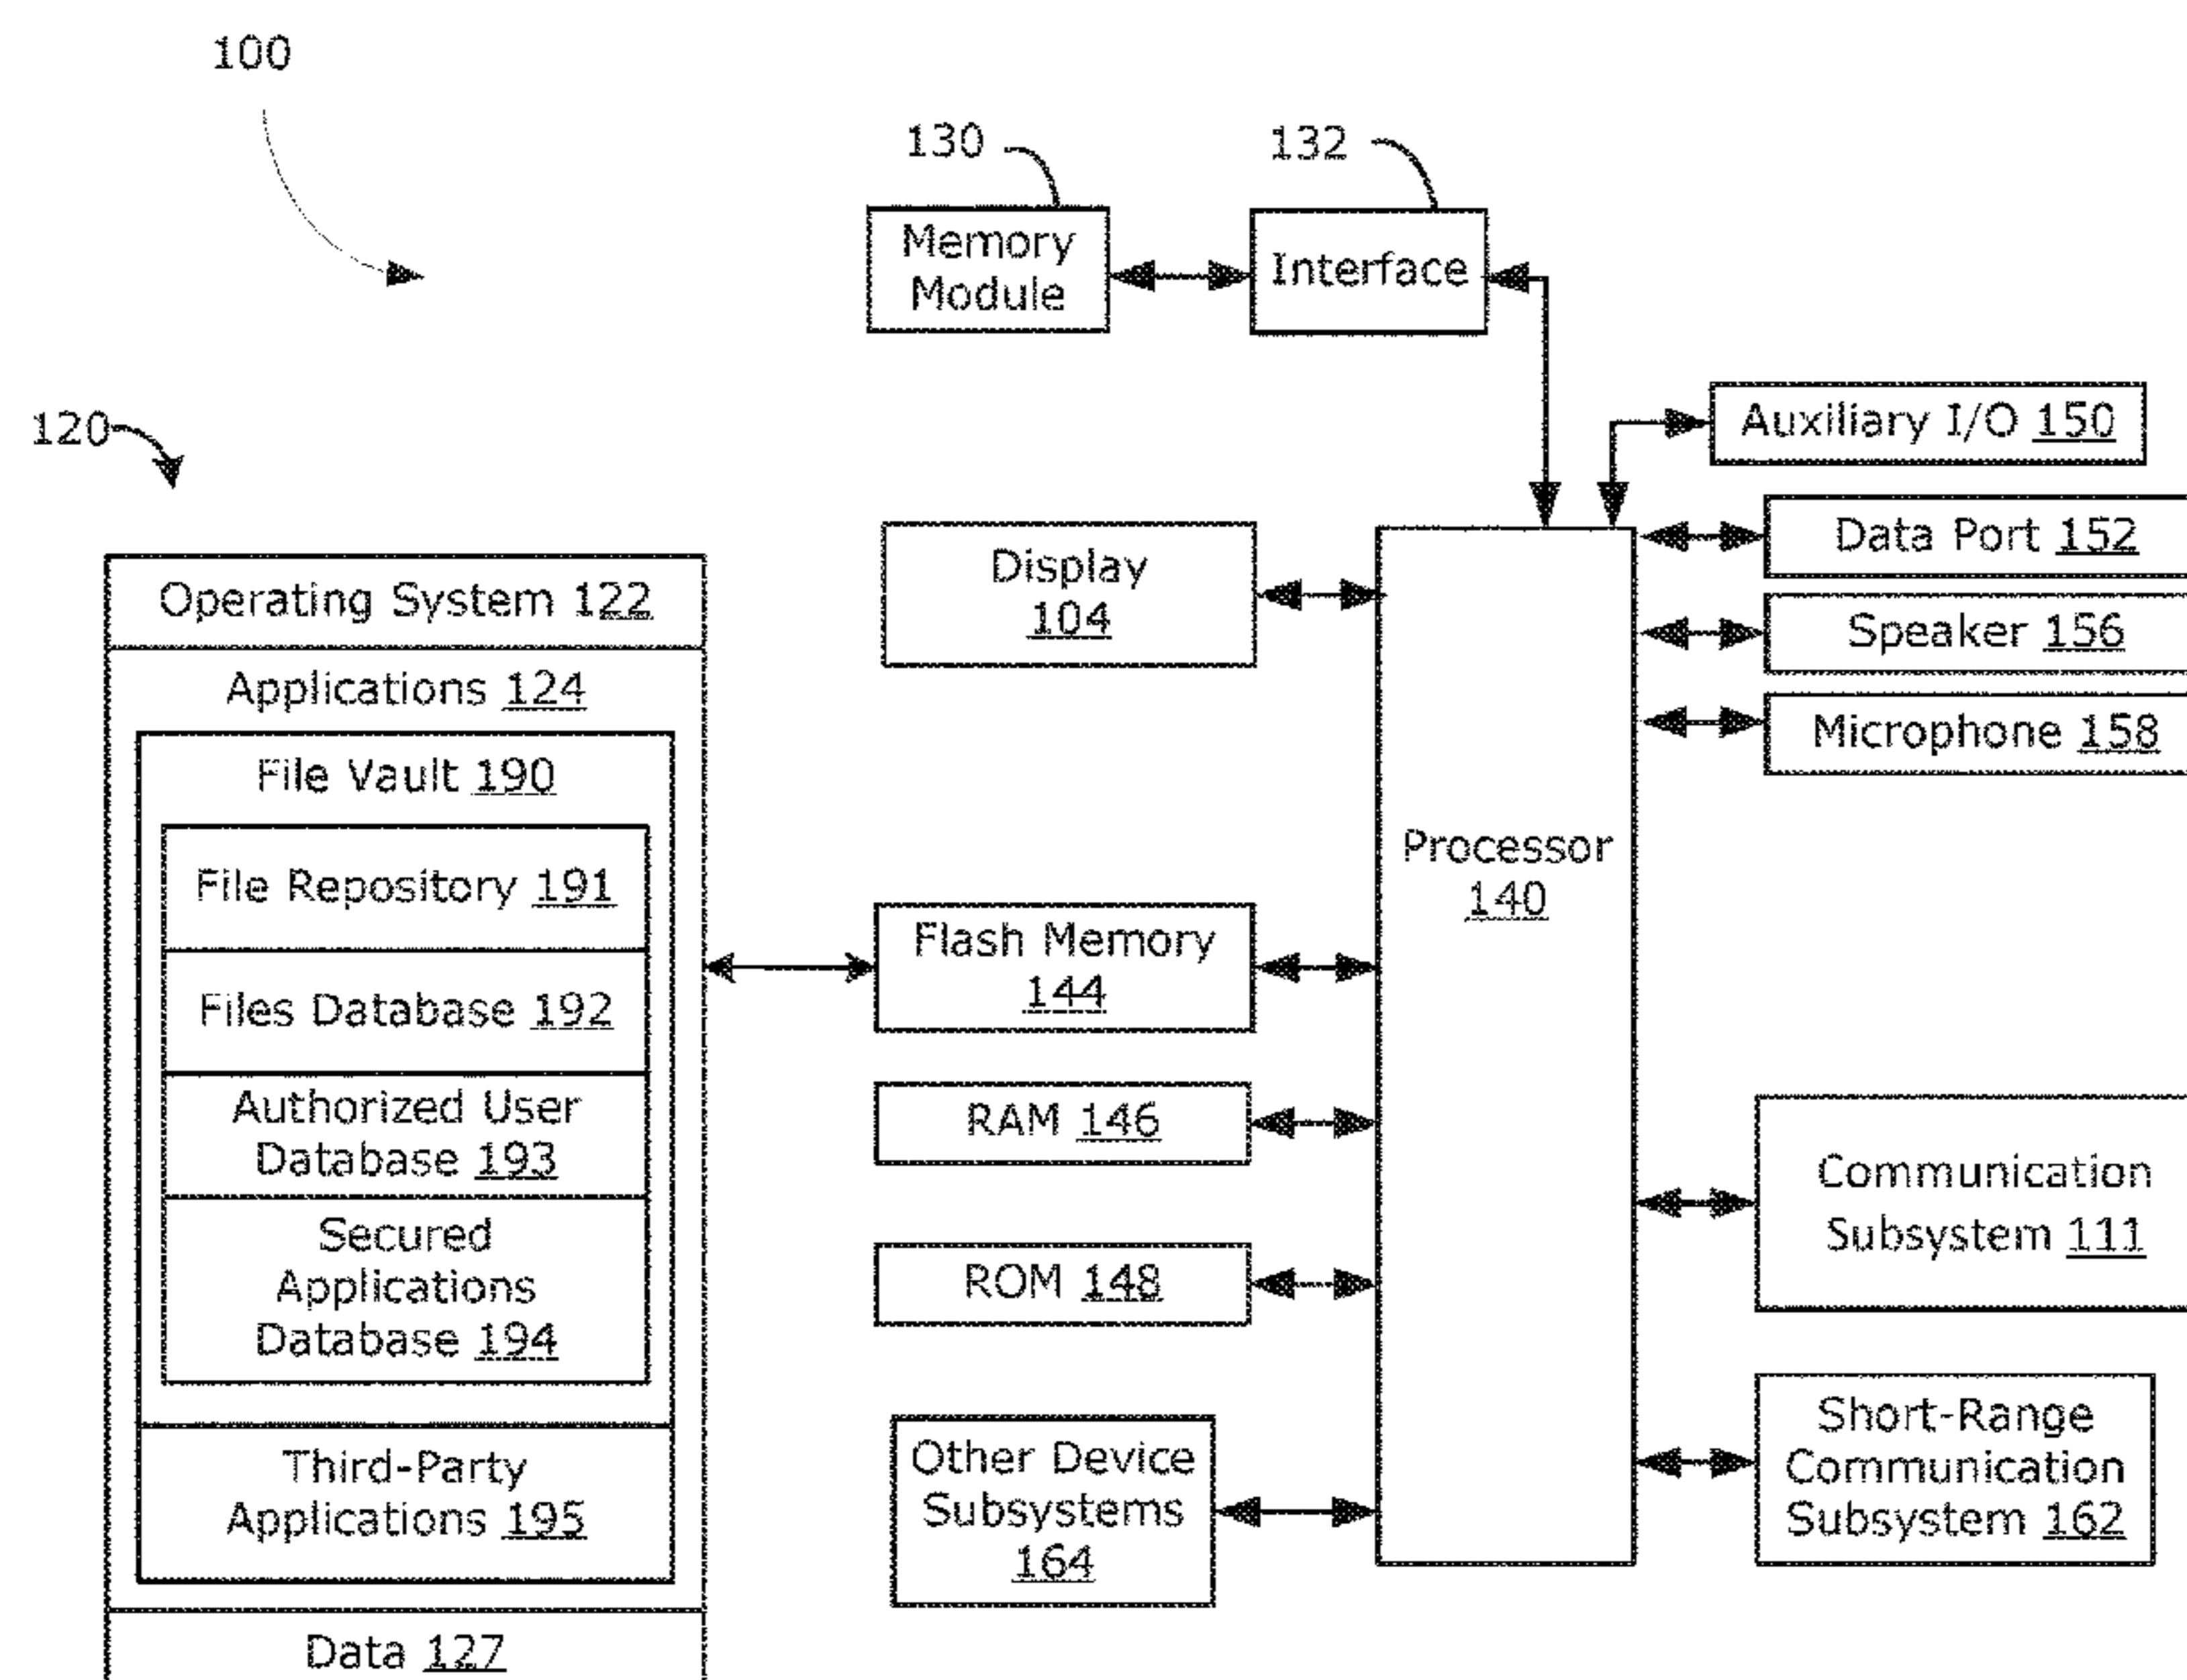 100
130
132
Memory
Module
Interface
120
Auxiliary I/O 150
Data Port 152
Speaker 156
Microphone 158
Display
104
Processor
140
Operating System 122
Applications 124
File Vault 190
File Repository 191
Files Database 192
Authorized User
Database 193
Secured
Applications
Database 194
Third-Party
Applications 195
Data 127
Flash Memory
144
RAM 146
ROM 148
Other Device
Subsystems
164
Communication
Subsystem 111
Short-Range
Communication
Subsystem 162